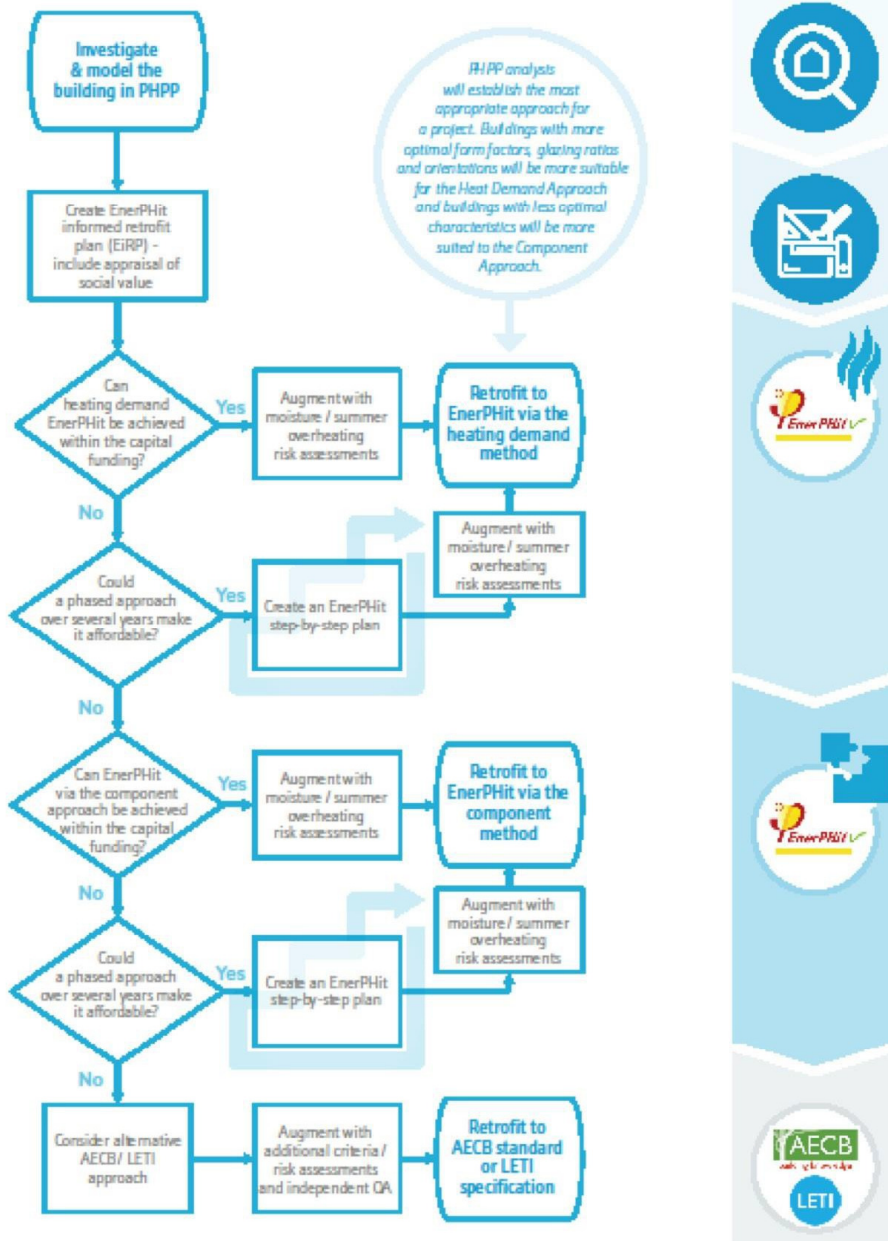 Investigate
& model the
building in PHPP
PHPP analysis
will establish the most
appropriate approach for
a project. Buildings with more
optimal form factors, glazing ratios
and orientations will be more suitable
for the Heat Demand Approach
and buildings with less optimal
characteristics will be more
suited to the Component
Approach.
Create EnerPHit
informed retrofit
plan (EiRP) -
include appraisal of
social value
Can
heating demand
EnerPHit be achieved
within the capital
funding?
Yes
Augment with
moisture / summer
overheating
risk assessments
Retrofit to
EnerPHit via the
heating demand
method
EnerPHit
No
Could
a phased approach
over several years make
it affordable?
Yes
Create an EnerPHit
step-by-step plan
Augment with
moisture / summer
overheating
risk assessments
No
Can EnerPHit
via the component
approach be achieved
within the capital
funding?
Yes
Augment with
moisture / summer
overheating
risk assessments
Retrofit to
EnerPHit via the
component
method
EnerPHit
No
Could
a phased approach
over several years make
it affordable?
Yes
Create an EnerPHit
step-by-step plan
Augment with
moisture / summer
overheating
risk assessments
No
Consider alternative
AECB/ LETI
approach
Augment with
additional criteria /
risk assessments
and independent QA
Retrofit to
AECB standard
or LETI
specification
AECB
building knowledge
LETI